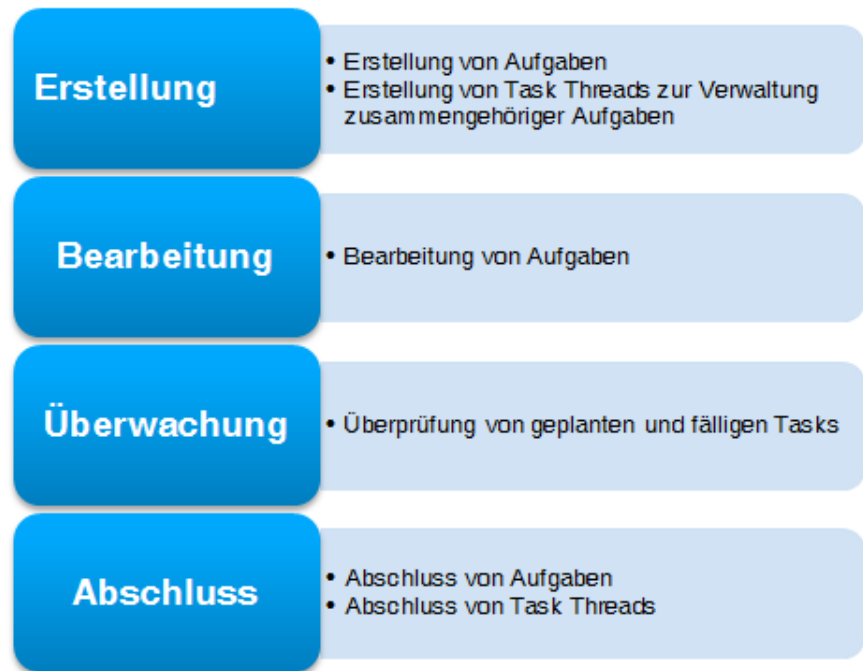 Erstellung
• Erstellung von Aufgaben
• Erstellung von Task Threads zur Verwaltung
zusammengehöriger Aufgaben
Bearbeitung
• Bearbeitung von Aufgaben
Überwachung
• Überprüfung von geplanten und fälligen Tasks
Abschluss
• Abschluss von Aufgaben
• Abschluss von Task Threads